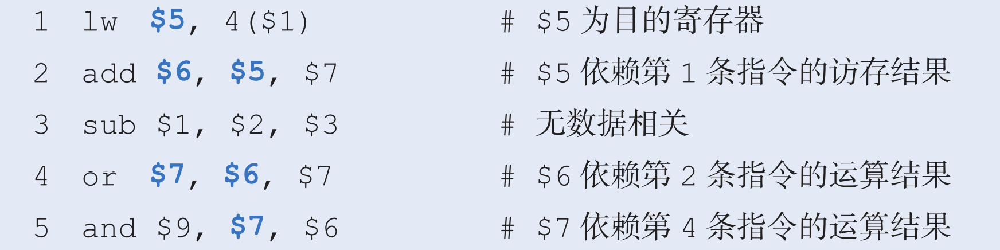 1 lw $5, 4($1) # $5 为目的寄存器
2 add $6, $5, $7 # $5 依赖第 1 条指令的访存结果
3 sub $1, $2, $3 # 无数据相关
4 or $7, $6, $7 # $6 依赖第 2 条指令的运算结果
5 and $9, $7, $6 # $7 依赖第 4 条指令的运算结果